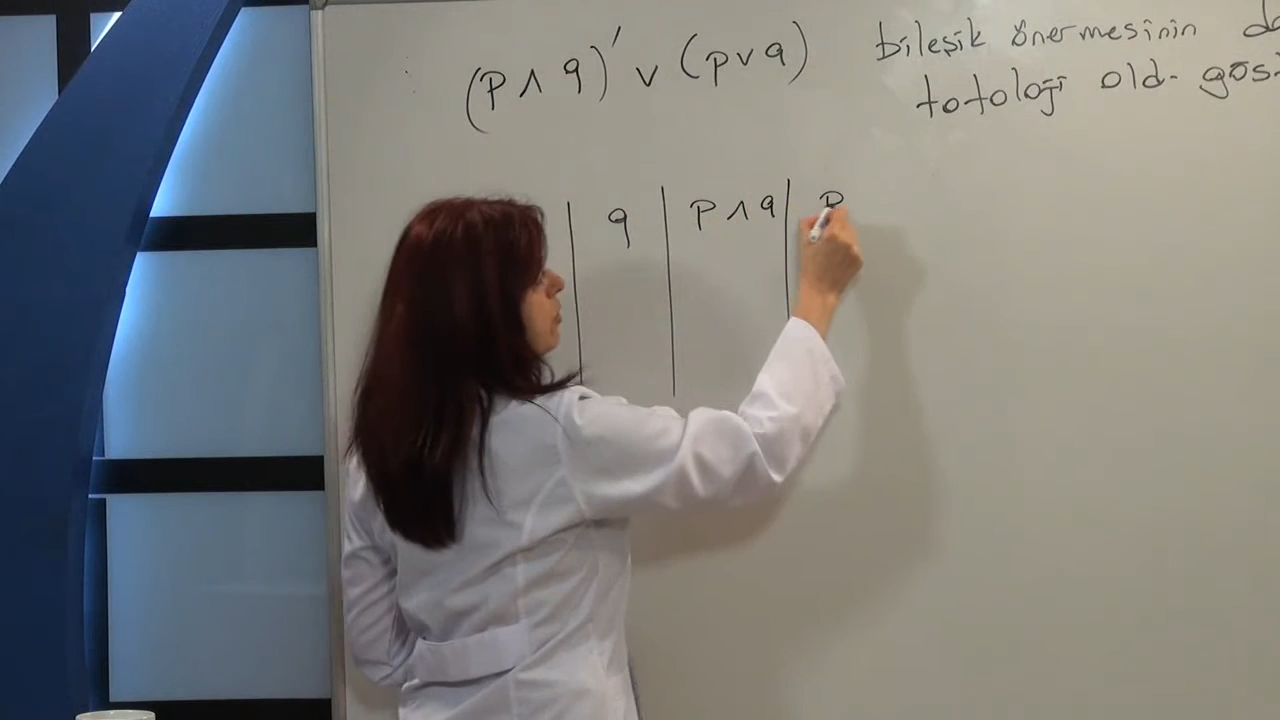 (p ∧ q)′ ∨ (p ∨ q) bileşik önermesinin
totoloji old. gös
q | p ∧ q | p